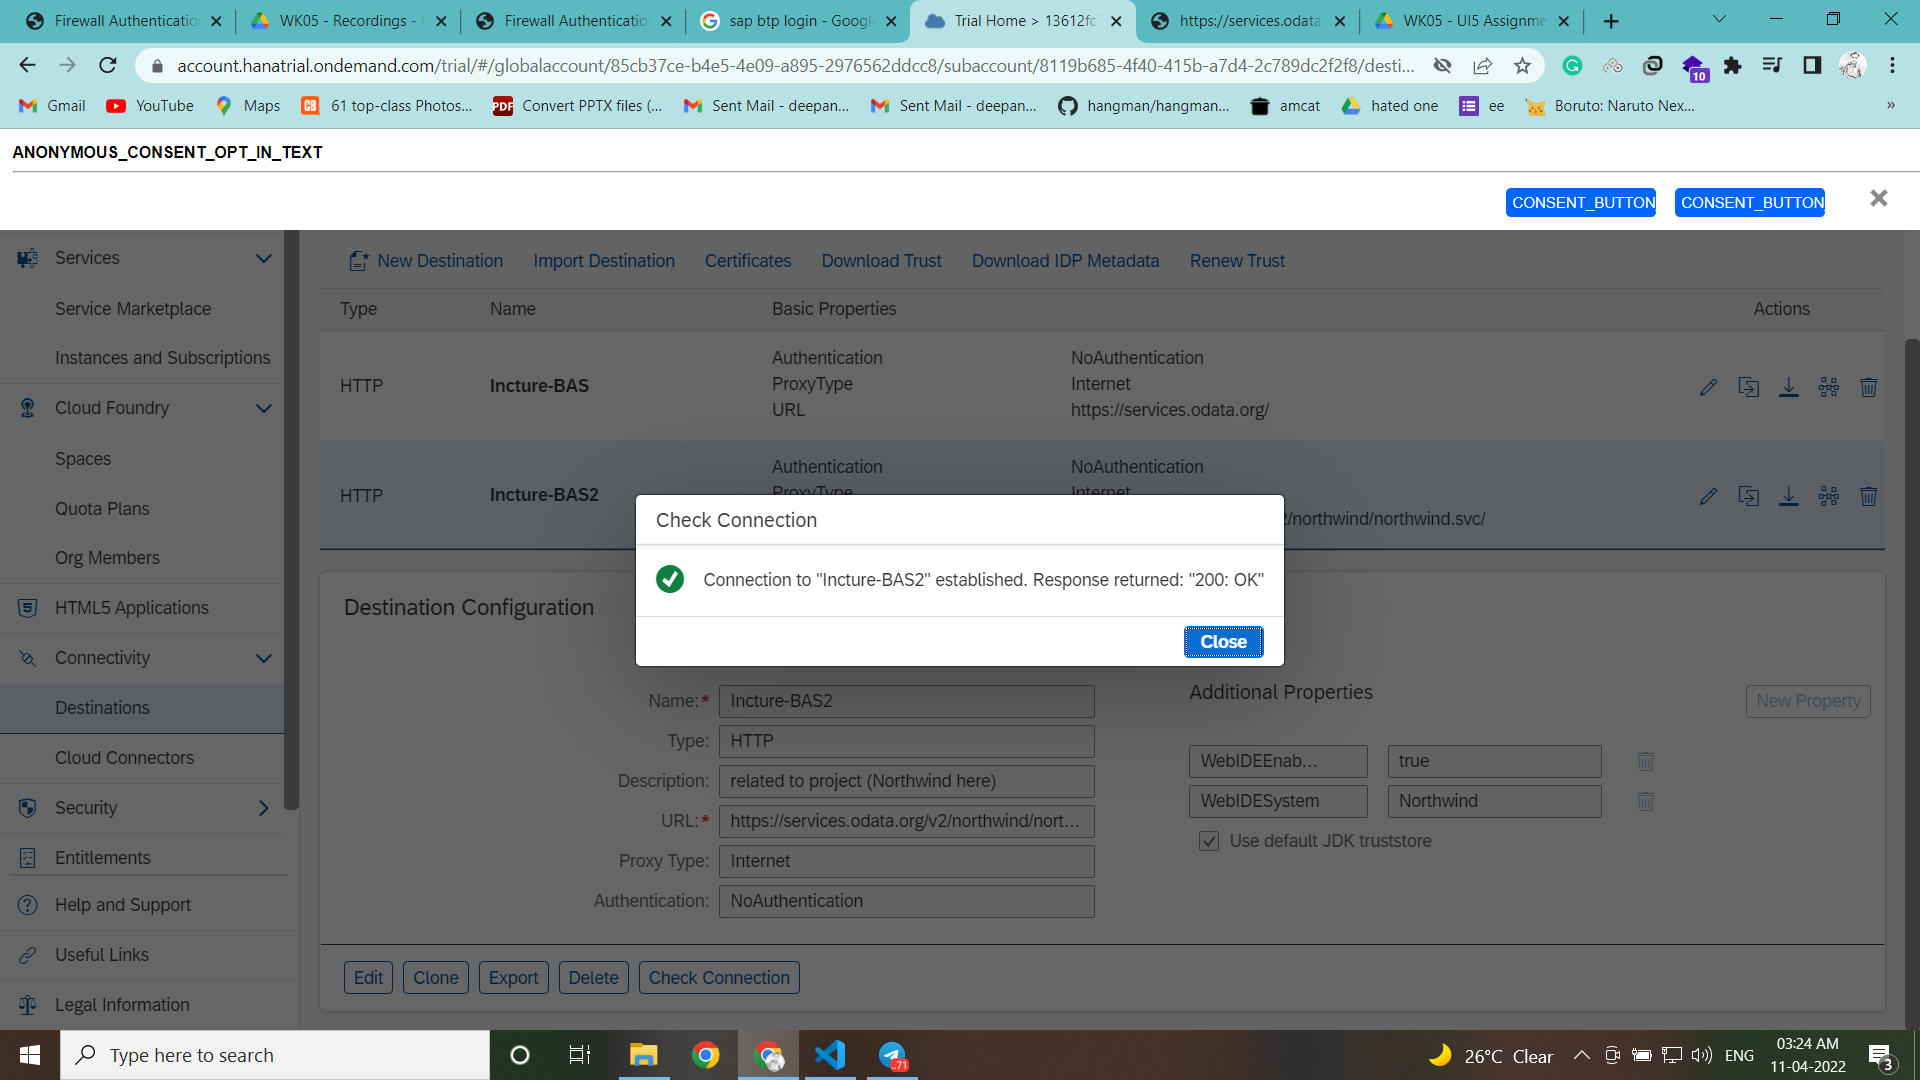 Firewall Authenticatio
WK05 - Recordings -
Firewall Authenticatio
sap btp login - Google
Trial Home > 13612fc
https://services.odata.
WK05 - UI5 Assignme
account.hanatrial.ondemand.com/trial/#/globalaccount/85cb37ce-b4e5-4e09-a895-2976562ddcc8/subaccount/8119b685-4f40-415b-a7d4-2c789dc2f2f8/desti...
10
Gmail
YouTube
Maps
61 top-class Photos...
Convert PPTX files (...
Sent Mail - deepan...
Sent Mail - deepan...
hangman/hangman...
amcat
hated one
ee
Boruto: Naruto Nex...
»
ANONYMOUS_CONSENT_OPT_IN_TEXT
CONSENT_BUTTON
CONSENT_BUTTON
Services
Service Marketplace
Instances and Subscriptions
Cloud Foundry
Spaces
Quota Plans
Org Members
HTML5 Applications
Connectivity
Destinations
Cloud Connectors
Security
Entitlements
Help and Support
Useful Links
Legal Information
New Destination
Import Destination
Certificates
Download Trust
Download IDP Metadata
Renew Trust
Type
Name
Basic Properties
Actions
HTTP
Incture-BAS
Authentication NoAuthentication
ProxyType Internet
URL https://services.odata.org/
HTTP
Incture-BAS2
Authentication NoAuthentication
ProxyType Internet
/northwind/northwind.svc/
Check Connection
Connection to "Incture-BAS2" established. Response returned: "200: OK"
Close
Destination Configuration
Name:* Incture-BAS2
Type: HTTP
Description: related to project (Northwind here)
URL:* https://services.odata.org/v2/northwind/nort...
Proxy Type: Internet
Authentication: NoAuthentication
Additional Properties
New Property
WebIDEEnab... true
WebIDESystem Northwind
Use default JDK truststore
Edit
Clone
Export
Delete
Check Connection
Type here to search
71
26°C Clear
ENG
03:24 AM
11-04-2022
3